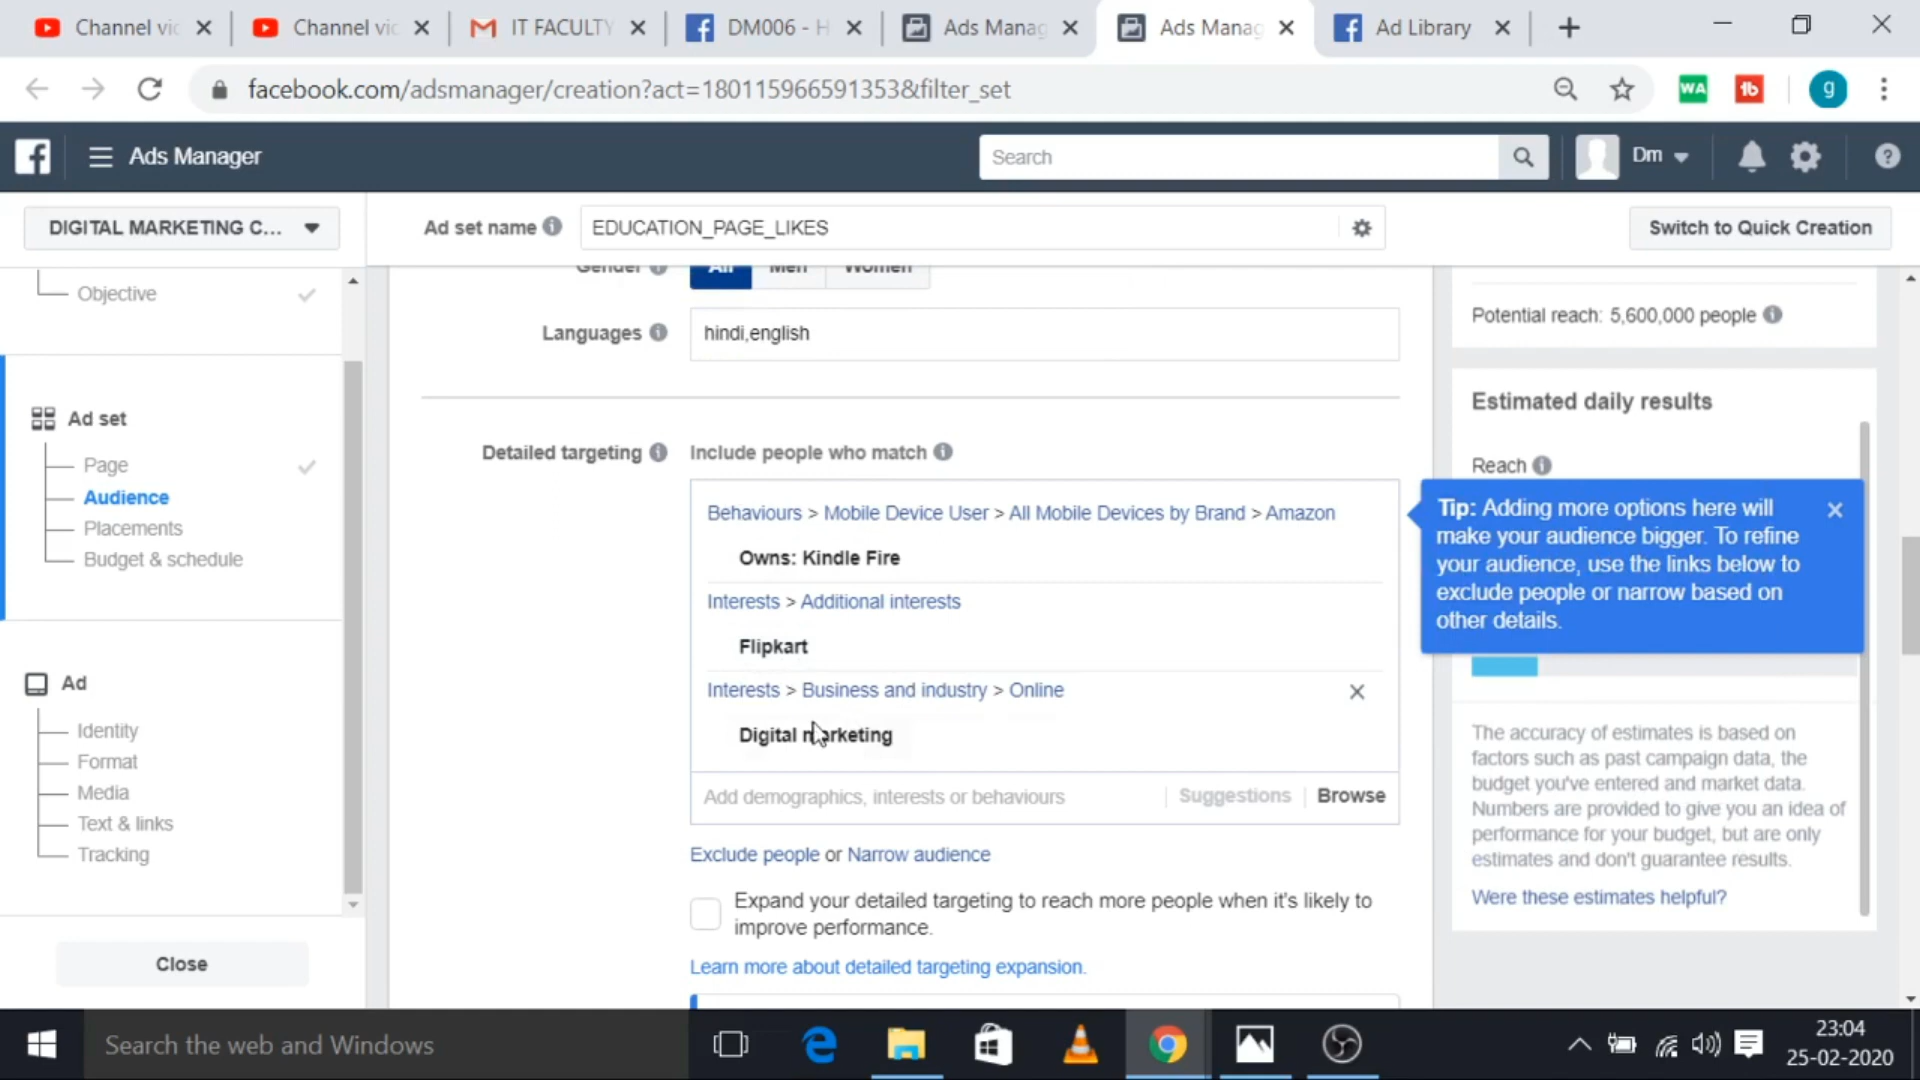 Channel vic
Channel vic
IT FACULTY
DM006 - H
Ads Manag
Ads Manag
Ad Library
facebook.com/adsmanager/creation?act=180115966591353&filter_set
WA
g
Ads Manager
Search
Dm
DIGITAL MARKETING C...
Ad set name
EDUCATION_PAGE_LIKES
Switch to Quick Creation
Objective
Gender
All
Men
Women
Potential reach: 5,600,000 people
Languages
hindi,english
Estimated daily results
Ad set
Detailed targeting
Include people who match
Page
Reach
Audience
Placements
Budget & schedule
Behaviours > Mobile Device User > All Mobile Devices by Brand > Amazon
Owns: Kindle Fire
Interests > Additional interests
Flipkart
Interests > Business and industry > Online
Digital marketing
Tip: Adding more options here will
make your audience bigger. To refine
your audience, use the links below to
exclude people or narrow based on
other details.
Ad
Identity
Format
Media
Text & links
Tracking
Add demographics, interests or behaviours
Suggestions
Browse
Exclude people or Narrow audience
Expand your detailed targeting to reach more people when it's likely to
improve performance.
Learn more about detailed targeting expansion.
The accuracy of estimates is based on
factors such as past campaign data, the
budget you've entered and market data.
Numbers are provided to give you an idea of
performance for your budget, but are only
estimates and don't guarantee results.
Were these estimates helpful?
Close
Search the web and Windows
23:04
25-02-2020